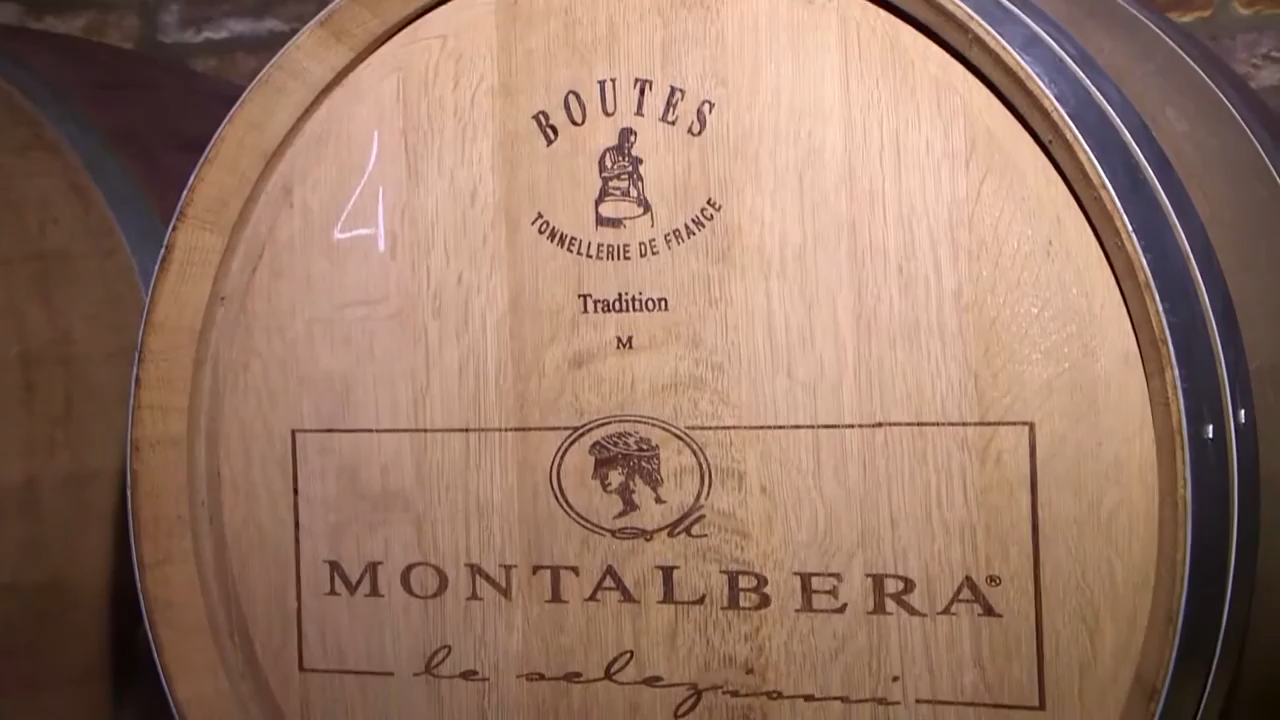 BOUTES
4
TONNELLERIE DE FRANCE
Tradition
M
MONTALBERA®
le selezioni